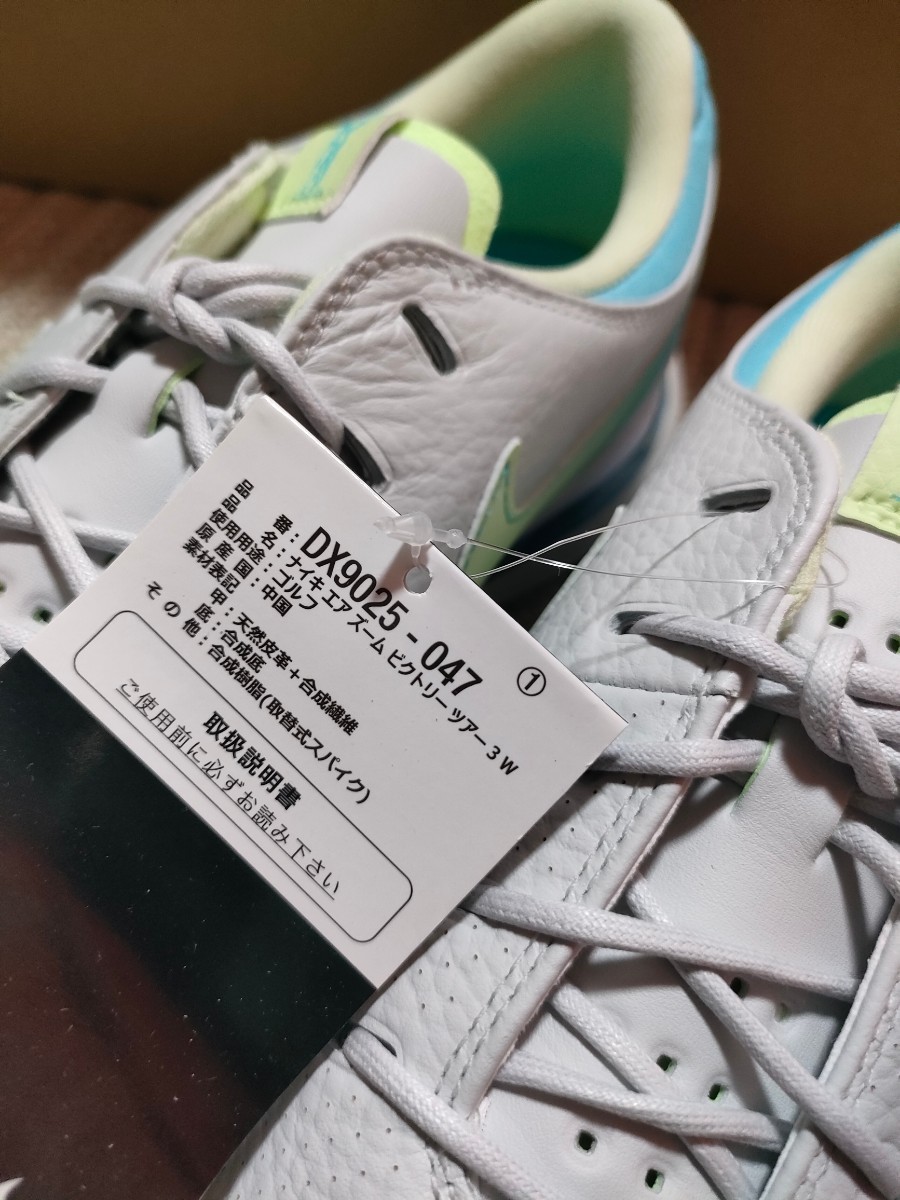 品　　番：DX9025-047　①
品　　名：ナイキ エア ズーム ビクトリー ツアー 3 W
使用用途：ゴルフ
原 産 国：中国
素材表記
甲：天然皮革＋合成繊維
底：合成底
そ の 他：合成樹脂(取替式スパイク)
取扱説明書
ご使用前に必ずお読み下さい